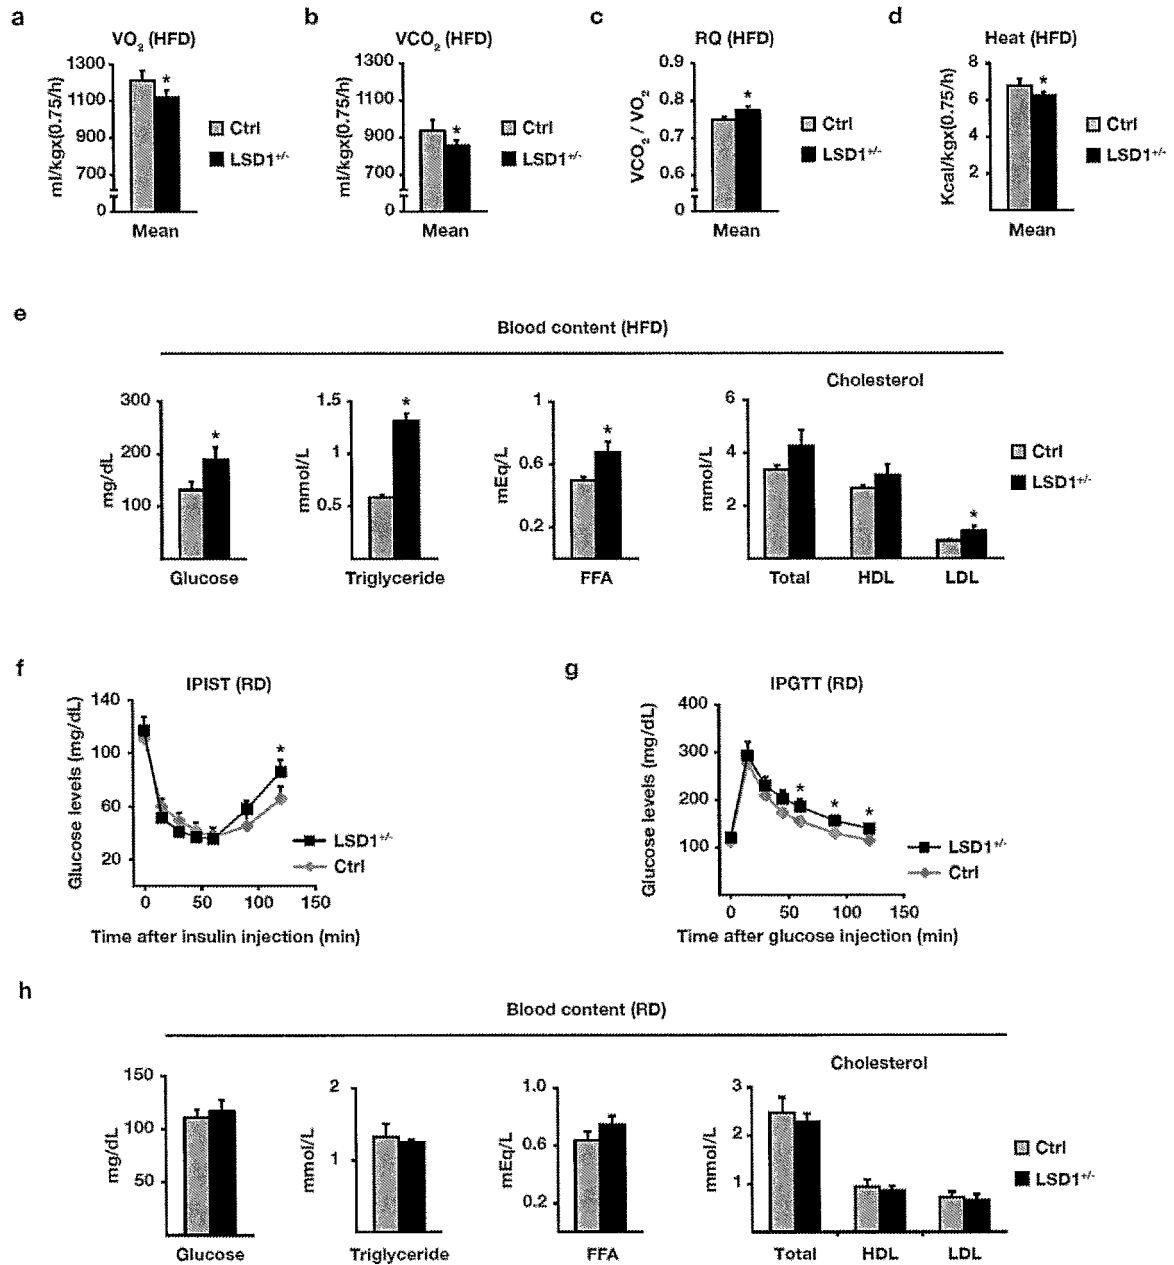 a
VO2 (HFD)
ml/kgx(0.75/h)
1300
1100
900
700
0
*
Mean
Ctrl
LSD1+/-
b
VCO2 (HFD)
ml/kgx(0.75/h)
1300
1100
900
700
0
*
Mean
Ctrl
LSD1+/-
c
RQ (HFD)
VCO2 / VO2
0.9
0.8
0.7
0.6
0
*
Mean
Ctrl
LSD1+/-
d
Heat (HFD)
Kcal/kgx(0.75/h)
8
6
4
2
*
Mean
Ctrl
LSD1+/-
e
Blood content (HFD)
mg/dL
300
200
100
*
Glucose
mmol/L
1.5
1
0.5
*
Triglyceride
mEq/L
1
0.6
0.2
*
FFA
Cholesterol
mmol/L
6
4
2
*
Total HDL LDL
Ctrl
LSD1+/-
f
IPIST (RD)
Glucose levels (mg/dL)
140
100
60
20
*
LSD1+/-
Ctrl
0 50 100 150
Time after insulin injection (min)
g
IPGTT (RD)
Glucose levels (mg/dL)
400
300
200
100
* * *
LSD1+/-
Ctrl
0 50 100 150
Time after glucose injection (min)
h
Blood content (RD)
mg/dL
150
100
50
Glucose
mmol/L
2
1
Triglyceride
mEq/L
1.0
0.6
0.2
FFA
Cholesterol
mmol/L
3
2
1
Total HDL LDL
Ctrl
LSD1+/-